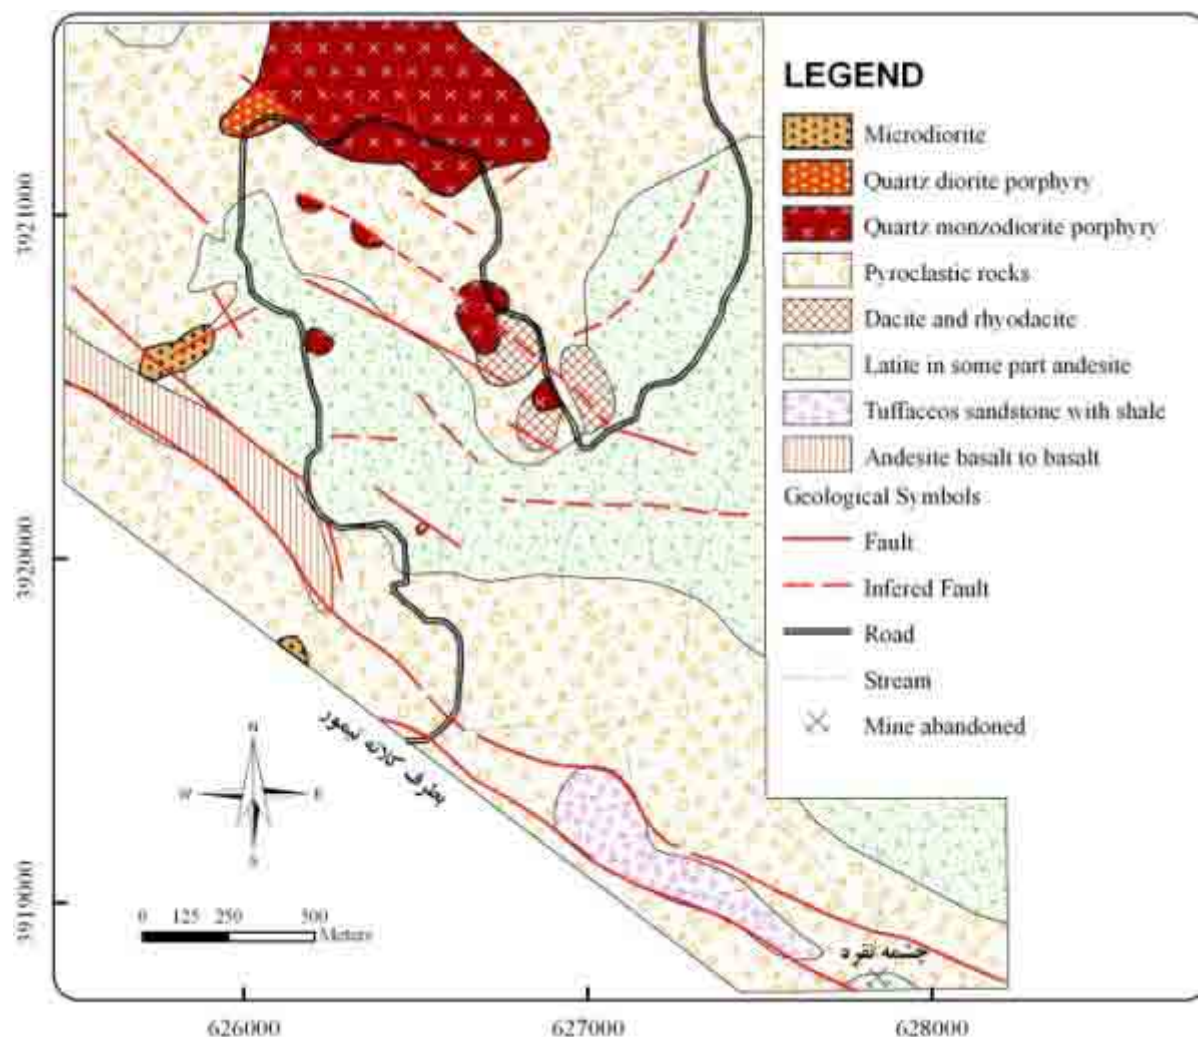 LEGEND
Microdiorite
Quartz diorite porphyry
Quartz monzodiorite porphyry
Pyroclastic rocks
Dacite and rhyodacite
Latite in some part andesite
Tuffaceos sandstone with shale
Andesite basalt to basalt
Geological Symbols
Fault
Infered Fault
Road
Stream
Mine abandoned
3921000
3920000
3919000
N
W E
S
بطرف کلاته تیمور
0 125 250 500
Meters
چشمه نقره
626000 627000 628000